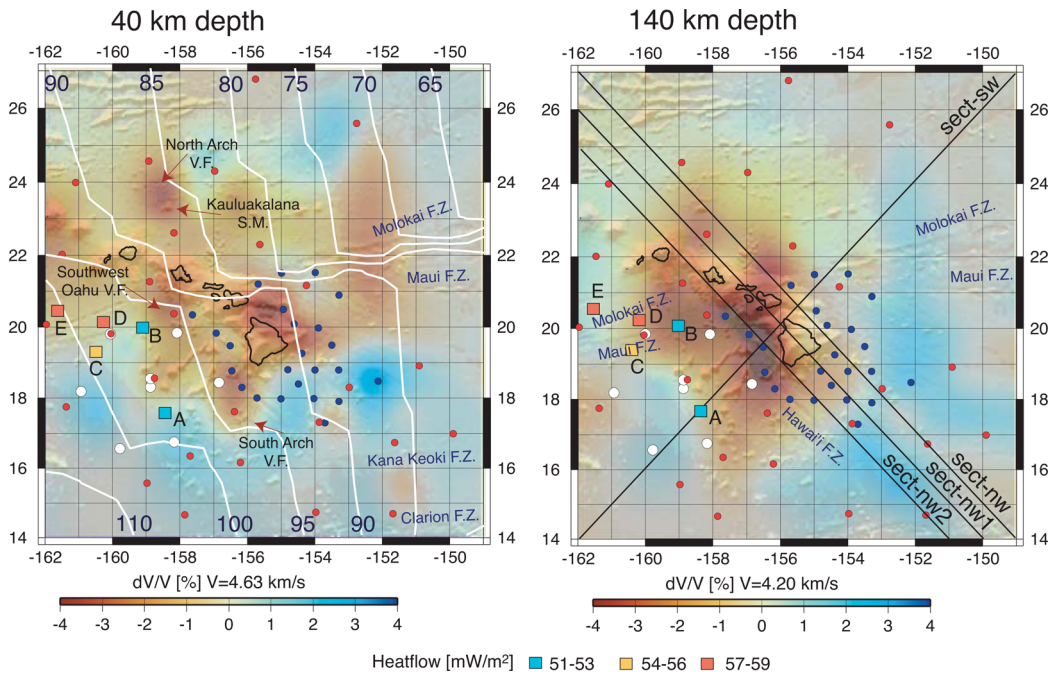 40 km depth
140 km depth
-162 -160 -158 -156 -154 -152 -150
-162 -160 -158 -156 -154 -152 -150
90 85 80 75 70 65
26 26
26 26
North Arch
V.F.
24 24
24 24
Kauluakalana
S.M.
Molokai F.Z.
Molokai F.Z.
22 22
22 22
Southwest
Oahu V.F.
Maui F.Z.
Maui F.Z.
E D B
E D B
Molokai F.Z.
20 20
20 20
C
Maui F.Z.
C
18 18
18 18
A
A
South Arch
V.F.
Hawai'i F.Z.
Kana Keoki F.Z.
16 16
16 16
110 100 95 90
Clarion F.Z.
sect-sw
sect-nw
sect-nw1
sect-nw2
14 14
14 14
-162 -160 -158 -156 -154 -152 -150
-162 -160 -158 -156 -154 -152 -150
dV/V [%] V=4.63 km/s
dV/V [%] V=4.20 km/s
-4 -3 -2 -1 0 1 2 3 4
-4 -3 -2 -1 0 1 2 3 4
Heatflow [mW/m²] 51-53 54-56 57-59